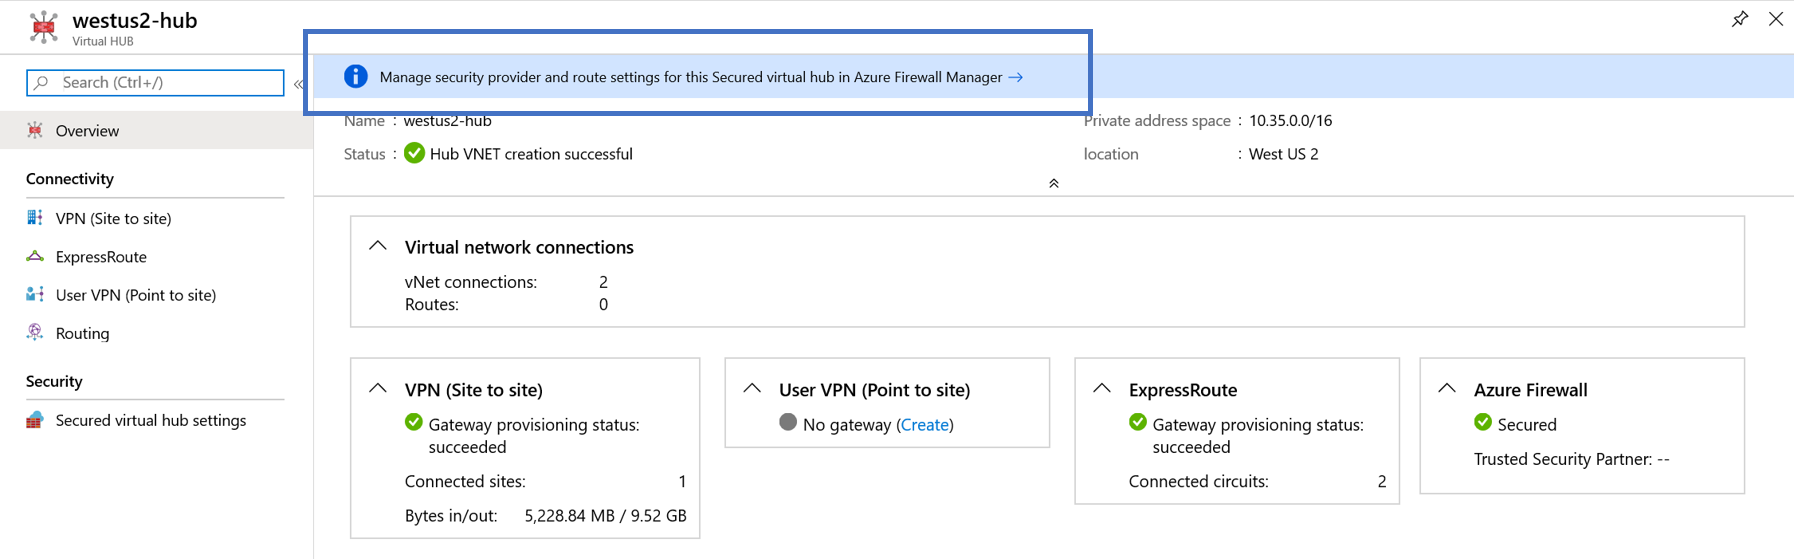 westus2-hub
Virtual HUB
Search (Ctrl+/)
Overview
Connectivity
VPN (Site to site)
ExpressRoute
User VPN (Point to site)
Routing
Security
Secured virtual hub settings
Manage security provider and route settings for this Secured virtual hub in Azure Firewall Manager →
Name : westus2-hub
Status : Hub VNET creation successful
Private address space : 10.35.0.0/16
location : West US 2
Virtual network connections
vNet connections: 2
Routes: 0
VPN (Site to site)
Gateway provisioning status:
succeeded
Connected sites: 1
Bytes in/out: 5,228.84 MB / 9.52 GB
User VPN (Point to site)
No gateway (Create)
ExpressRoute
Gateway provisioning status:
succeeded
Connected circuits: 2
Azure Firewall
Secured
Trusted Security Partner: --